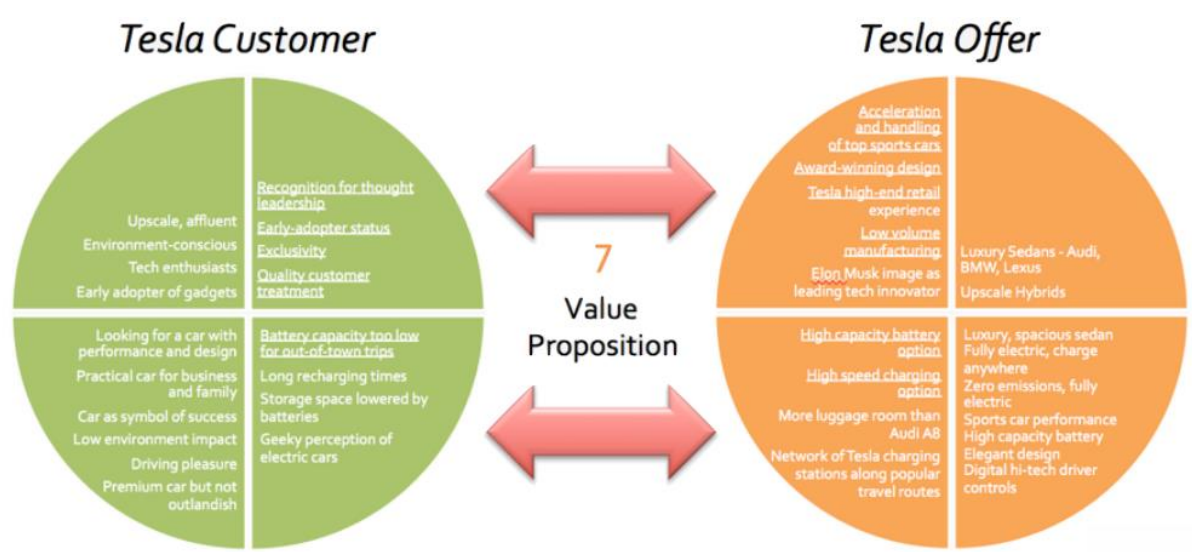 Tesla Customer
Tesla Offer
Upscale, affluent
Environment-conscious
Tech enthusiasts
Early adopter of gadgets
Recognition for thought
leadership
Early-adopter status
Exclusivity
Quality customer
treatment
Looking for a car with
performance and design
Practical car for business
and family
Car as symbol of success
Low environment impact
Driving pleasure
Premium car but not
outlandish
Battery capacity too low
for out-of-town trips
Long recharging times
Storage space lowered by
batteries
Geeky perception of
electric cars
7
Value
Proposition
Acceleration
and handling
of top sports cars
Award-winning design
Tesla high-end retail
experience
Low volume
manufacturing
Elon Musk image as
leading tech innovator
Luxury Sedans - Audi,
BMW, Lexus
Upscale Hybrids
High capacity battery
option
High speed charging
option
More luggage room than
Audi A8
Network of Tesla charging
stations along popular
travel routes
Luxury, spacious sedan
Fully electric, charge
anywhere
Zero emissions, fully
electric
Sports car performance
High capacity battery
Elegant design
Digital hi-tech driver
controls